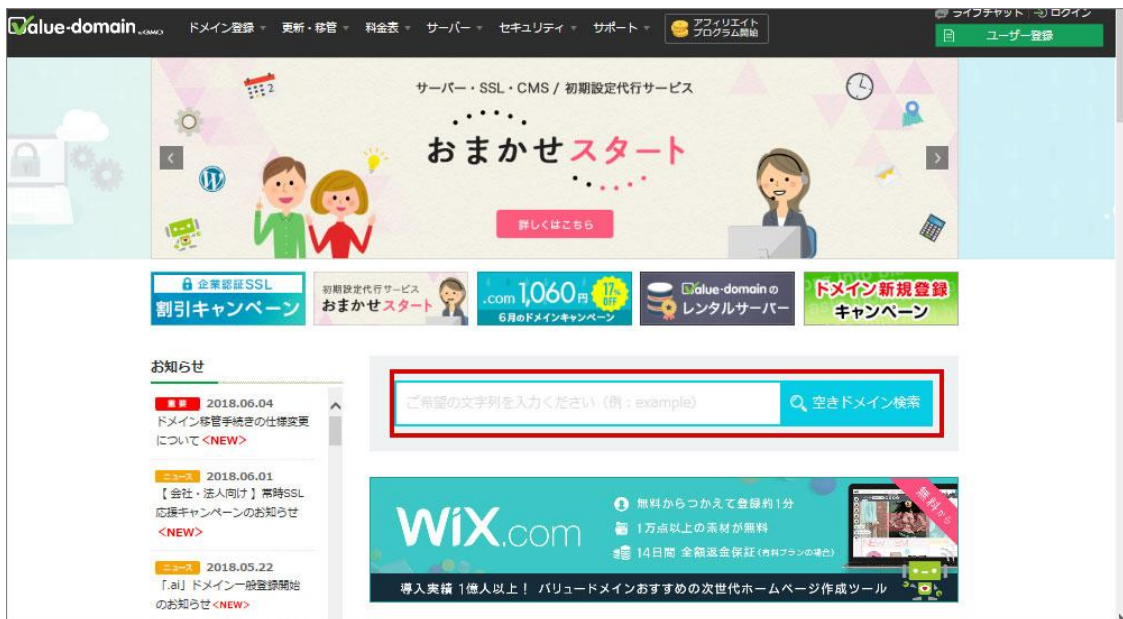 Value-domain by GMO
ドメイン登録
更新・移管
料金表
サーバー
セキュリティ
サポート
アフィリエイト
プログラム開始
ライブチャット
ログイン
ユーザー登録
2
サーバー・SSL・CMS / 初期設定代行サービス
おまかせスタート
詳しくはこちら
企業認証SSL
割引キャンペーン
初期設定代行サービス
おまかせスタート
.com 1,060円
17% OFF
6月のドメインキャンペーン
Value-domain の
レンタルサーバー
ドメイン新規登録
キャンペーン
お知らせ
重要 2018.06.04
ドメイン移管手続きの仕様変更
について <NEW>
ニュース 2018.06.01
【 会社・法人向け 】常時SSL
応援キャンペーンのお知らせ
<NEW>
ニュース 2018.05.22
「.ai」ドメイン一般登録開始
のお知らせ <NEW>
ご希望の文字列を入力ください（例：example）
空きドメイン検索
WiX.com
無料からつかえて登録約1分
1万点以上の素材が無料
14日間 全額返金保証(有料プランの場合)
無料から
導入実績 1億人以上！ バリュードメインおすすめの次世代ホームページ作成ツール